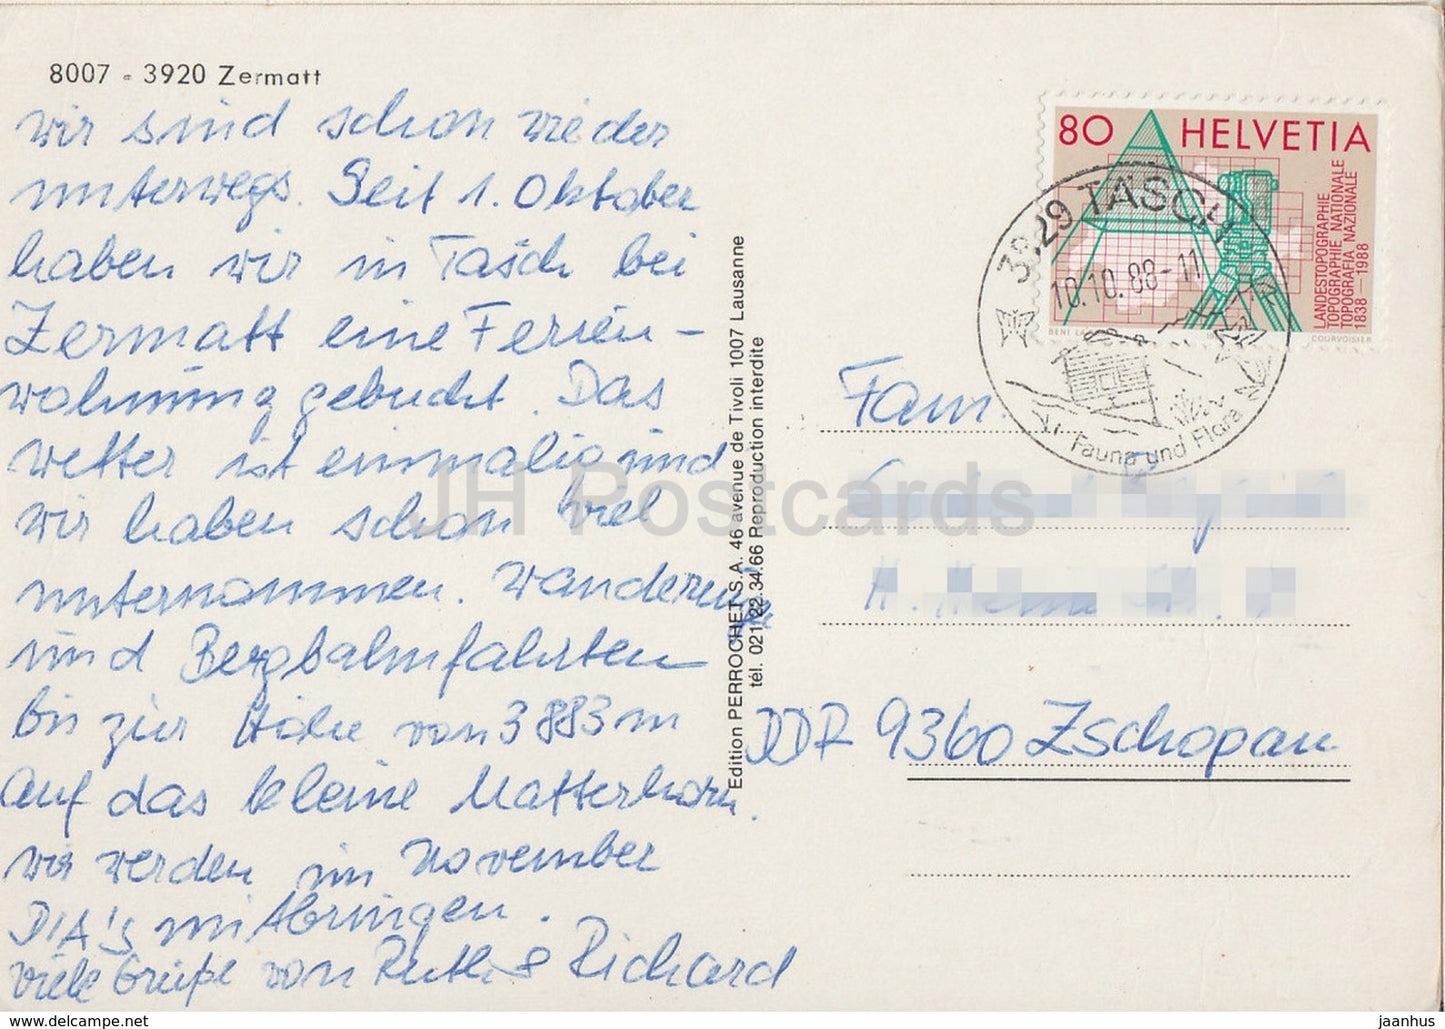 8007 - 3920 Zermatt
wir sind schon wieder
unterwegs. Seit 1. Oktober
haben wir in Täsch bei
Zermatt eine Ferien-
wohnung gebucht. Das
Wetter ist einmalig und
wir haben schon viel
unternommen. Wanderungen
und Bergbahnfahrten
bis zur Höhe von 3883 m
auf das kleine Matterhorn.
Wir werden im November
DIA's mitbringen.
Viele Grüße von Ruth & Richard
Edition PERROCHET S.A. 46 avenue de Tivoli 1007 Lausanne
tél. 021/22.34.66 Reproduction interdite
80 HELVETIA
LANDESTOPOGRAPHIE
TOPOGRAPHIE NATIONALE
TOPOGRAFIA NAZIONALE
1838—1988
COURVOISIER
3929 TÄSCH
10.10.88-11
Fauna und Flora
Fam.
DDR 9360 Zschopau
JH Postcards
www.hippostcard.com
jaanhus